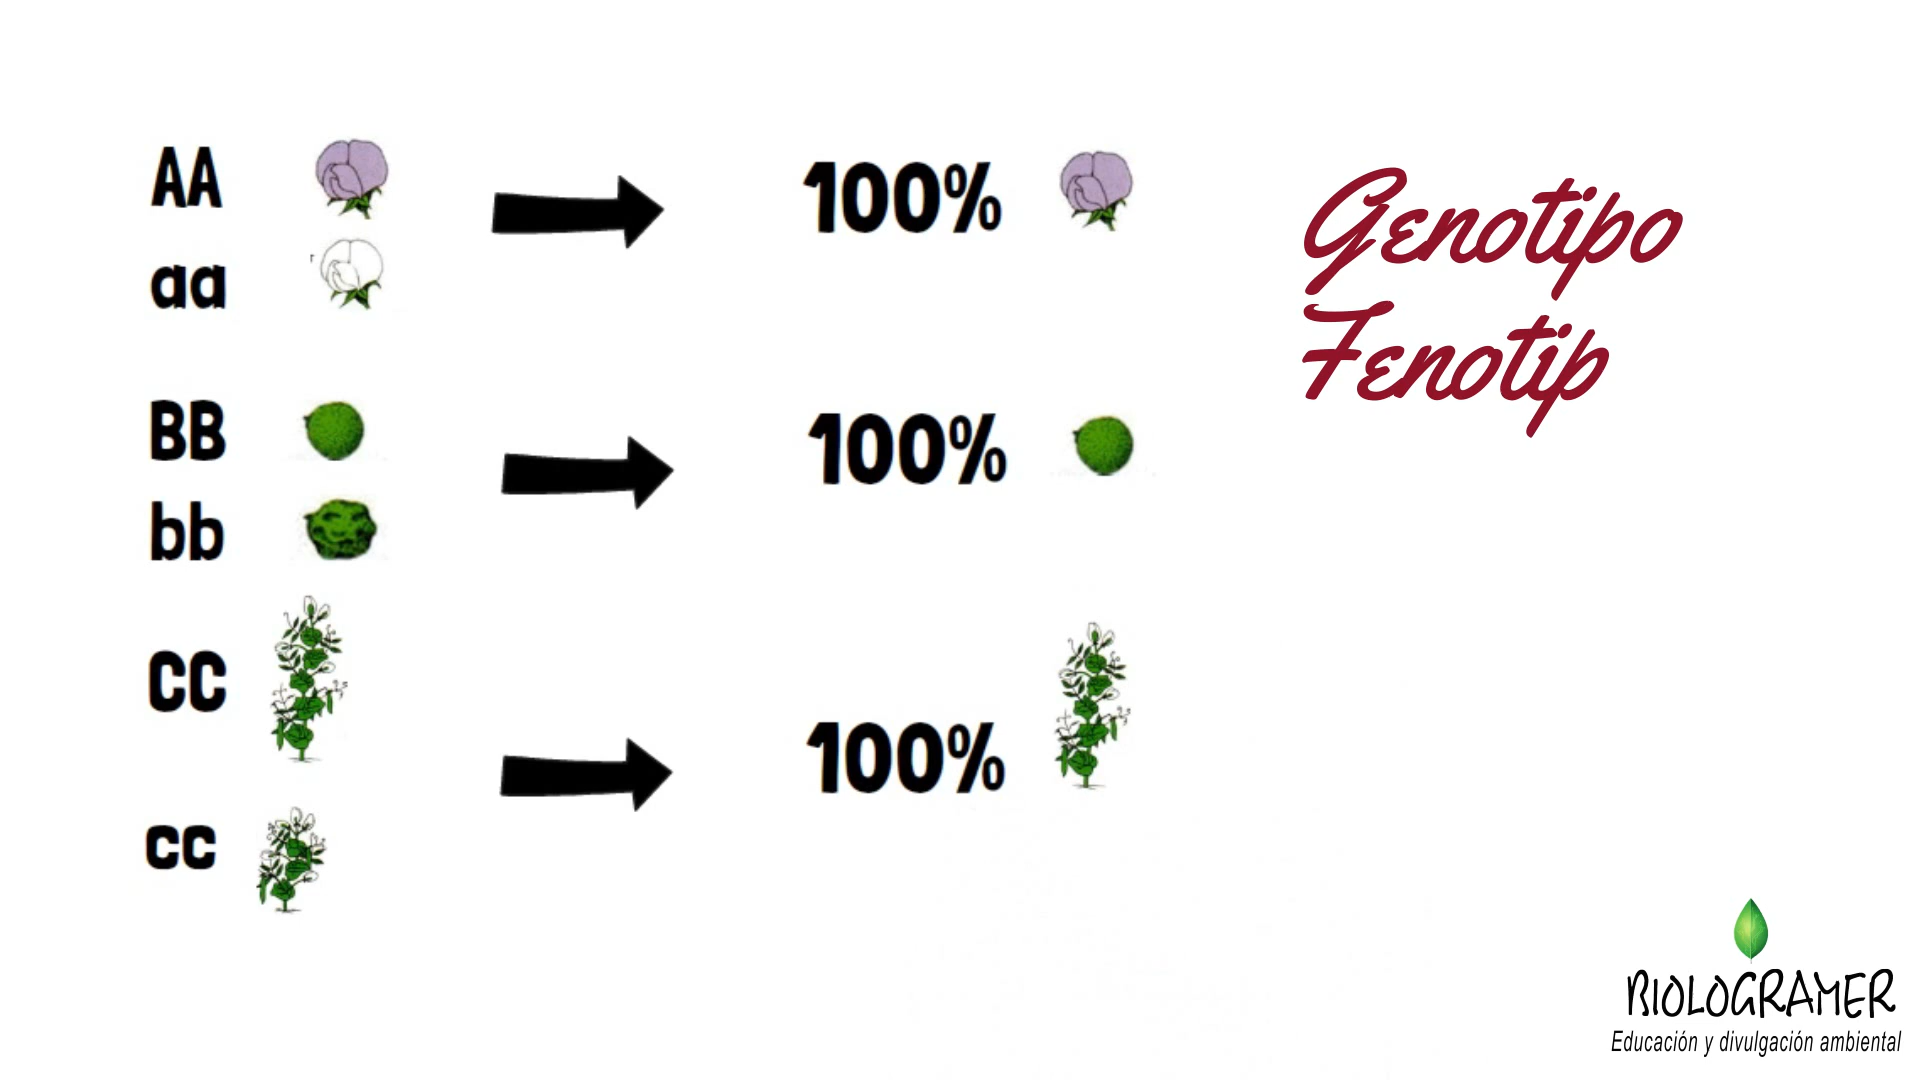 AA
100%
aa
BB
100%
bb
CC
100%
cc
Genotipo
Fenotip
BIOLOGRAMER
Educación y divulgación ambiental